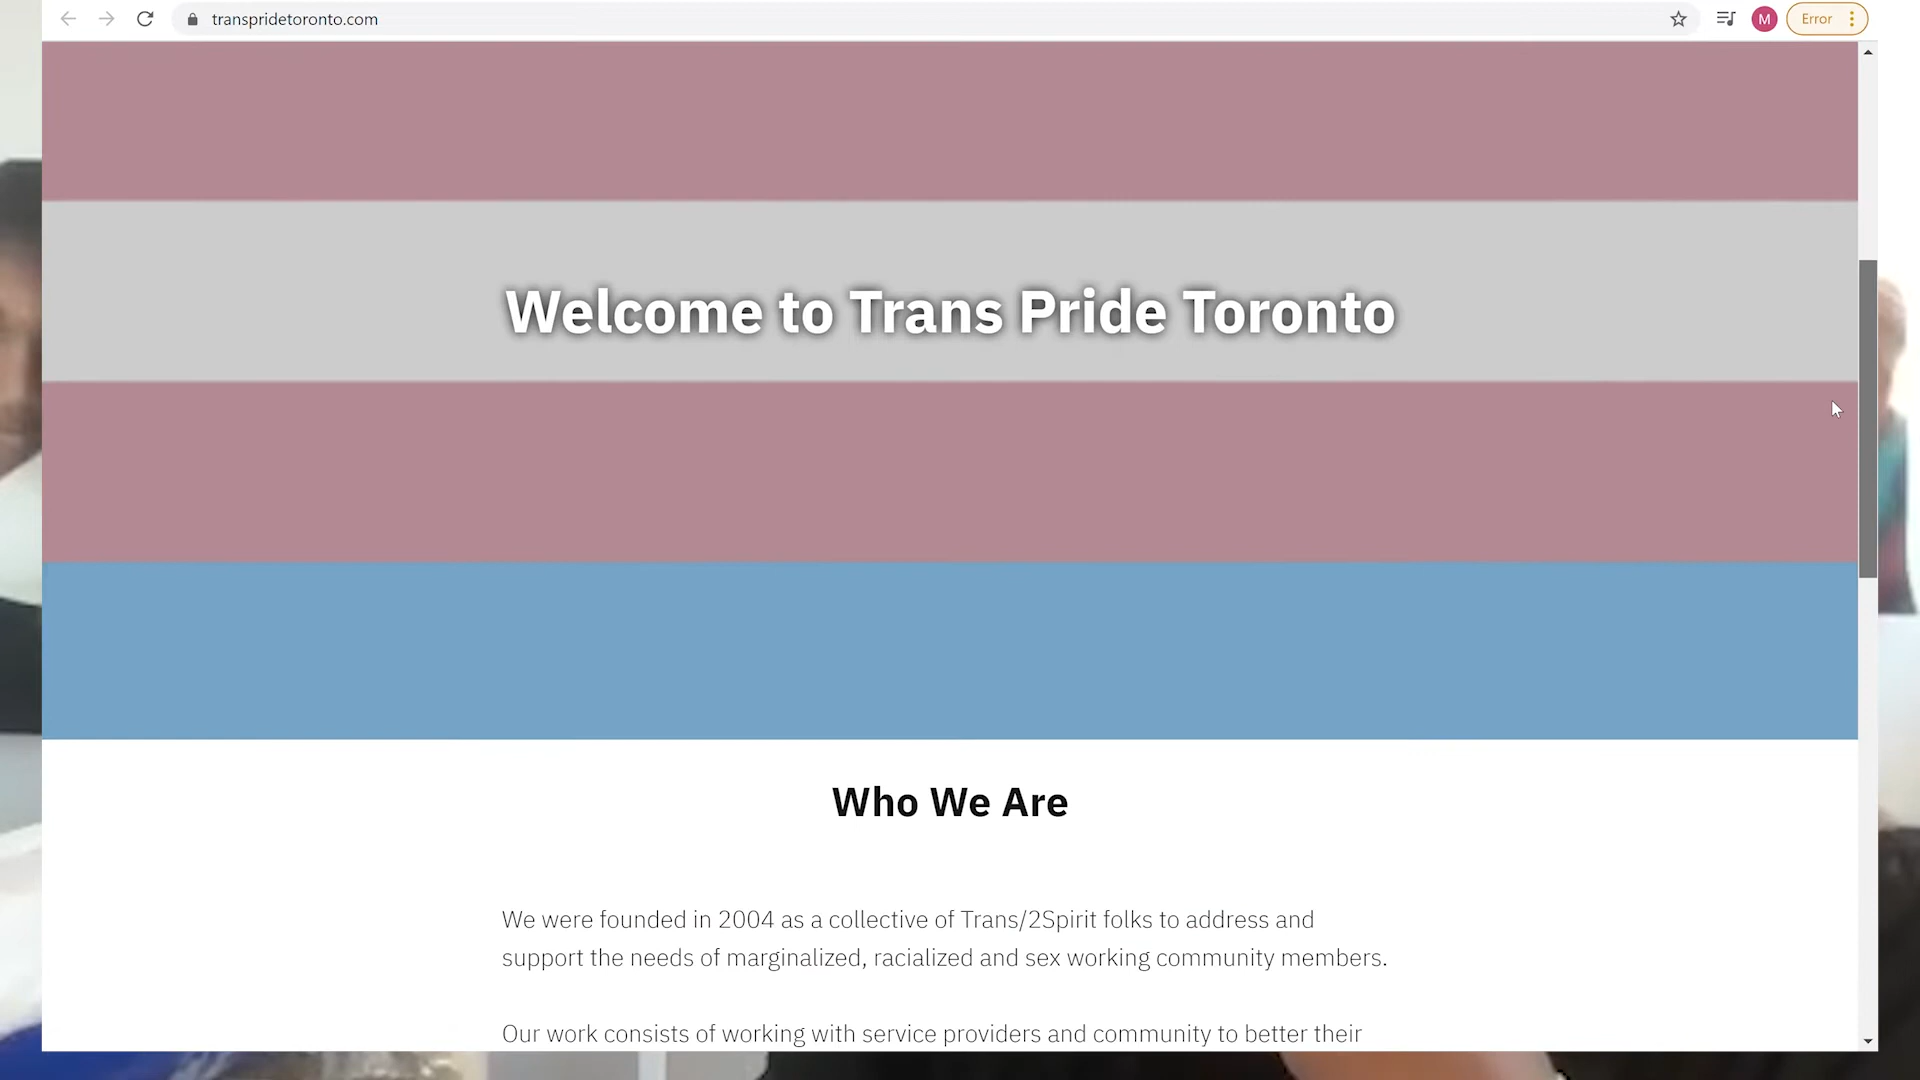 transpridetoronto.com
M
Error
Welcome to Trans Pride Toronto
Who We Are
We were founded in 2004 as a collective of Trans/2Spirit folks to address and
support the needs of marginalized, racialized and sex working community members.
Our work consists of working with service providers and community to better their